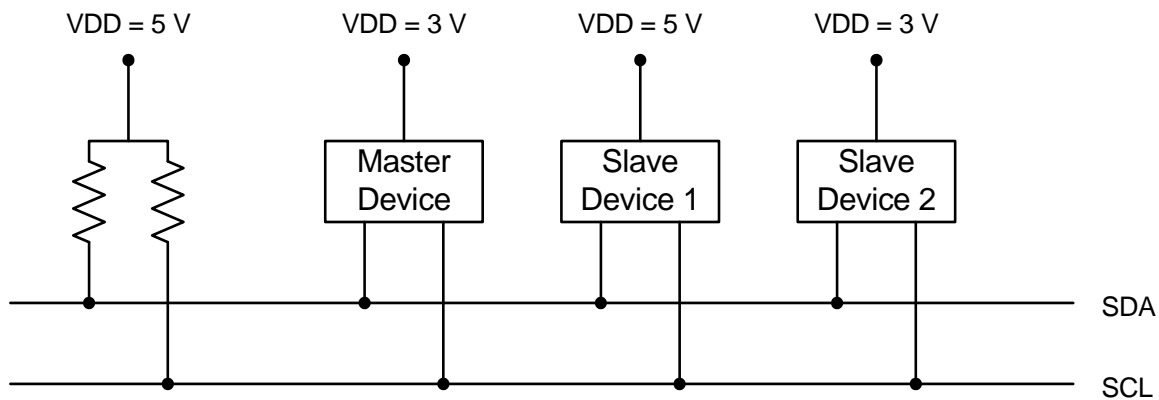 VDD = 5 V
VDD = 3 V
VDD = 5 V
VDD = 3 V
Master
Device
Slave
Device 1
Slave
Device 2
SDA
SCL